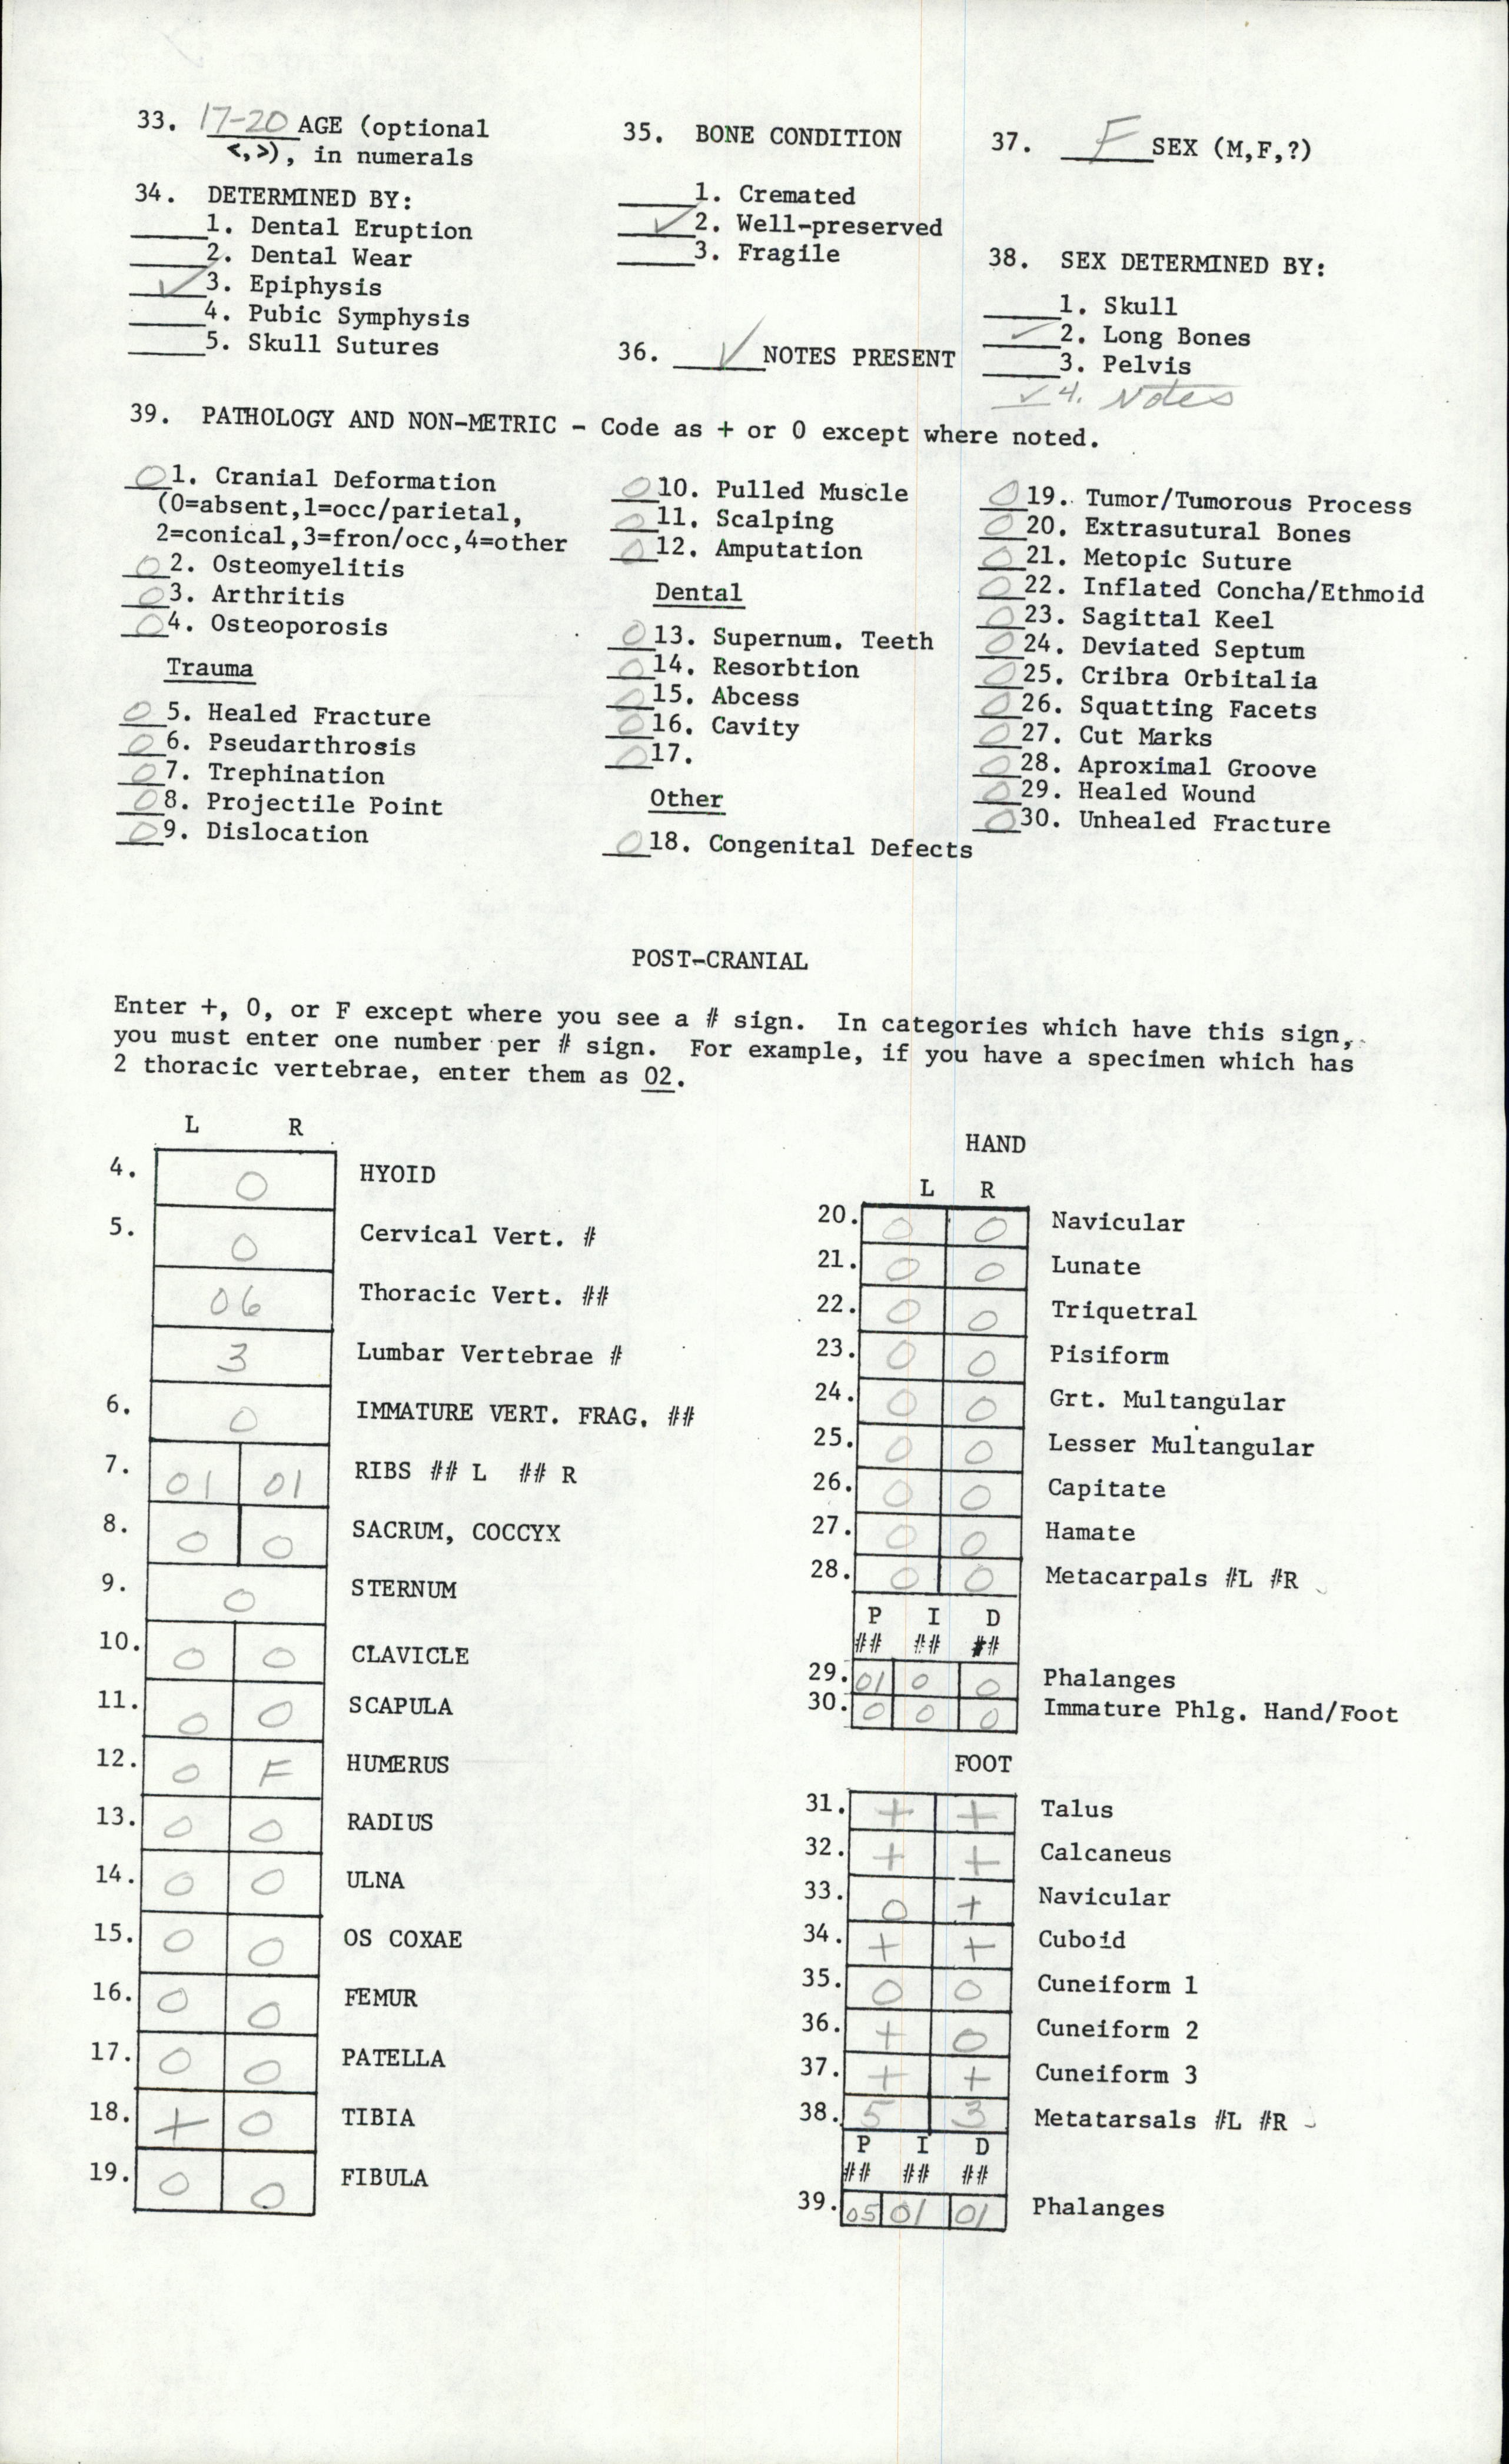 33. 17-20 AGE (optional
<,>), in numerals
34. DETERMINED BY:
1. Dental Eruption
2. Dental Wear
✓ 3. Epiphysis
4. Pubic Symphysis
5. Skull Sutures
35. BONE CONDITION
1. Cremated
✓ 2. Well-preserved
3. Fragile
36. ✓ NOTES PRESENT
37. F SEX (M,F,?)
38. SEX DETERMINED BY:
1. Skull
✓ 2. Long Bones
3. Pelvis
✓ 4. Notes
39. PATHOLOGY AND NON-METRIC - Code as + or 0 except where noted.
0 1. Cranial Deformation
(0=absent,1=occ/parietal,
2=conical,3=fron/occ,4=other
0 2. Osteomyelitis
0 3. Arthritis
0 4. Osteoporosis
Trauma
0 5. Healed Fracture
0 6. Pseudarthrosis
0 7. Trephination
0 8. Projectile Point
0 9. Dislocation
0 10. Pulled Muscle
0 11. Scalping
0 12. Amputation
Dental
0 13. Supernum. Teeth
0 14. Resorbtion
0 15. Abcess
0 16. Cavity
0 17.
Other
0 18. Congenital Defects
0 19. Tumor/Tumorous Process
0 20. Extrasutural Bones
0 21. Metopic Suture
0 22. Inflated Concha/Ethmoid
0 23. Sagittal Keel
0 24. Deviated Septum
0 25. Cribra Orbitalia
0 26. Squatting Facets
0 27. Cut Marks
0 28. Aproximal Groove
0 29. Healed Wound
0 30. Unhealed Fracture
POST-CRANIAL
Enter +, 0, or F except where you see a # sign. In categories which have this sign,
you must enter one number per # sign. For example, if you have a specimen which has
2 thoracic vertebrae, enter them as 02.
L R
4. 0 HYOID
5. 0 Cervical Vert. #
06 Thoracic Vert. ##
3 Lumbar Vertebrae #
6. 0 IMMATURE VERT. FRAG. ##
7. 01 01 RIBS ## L ## R
8. 0 0 SACRUM, COCCYX
9. 0 STERNUM
10. 0 0 CLAVICLE
11. 0 0 SCAPULA
12. 0 F HUMERUS
13. 0 0 RADIUS
14. 0 0 ULNA
15. 0 0 OS COXAE
16. 0 0 FEMUR
17. 0 0 PATELLA
18. + 0 TIBIA
19. 0 0 FIBULA
HAND
L R
20. 0 0 Navicular
21. 0 0 Lunate
22. 0 0 Triquetral
23. 0 0 Pisiform
24. 0 0 Grt. Multangular
25. 0 0 Lesser Multangular
26. 0 0 Capitate
27. 0 0 Hamate
28. 0 0 Metacarpals #L #R
P I D
## ## ##
29. 01 0 0 Phalanges
30. 0 0 0 Immature Phlg. Hand/Foot
FOOT
31. + + Talus
32. + + Calcaneus
33. 0 + Navicular
34. + + Cuboid
35. 0 0 Cuneiform 1
36. + 0 Cuneiform 2
37. + + Cuneiform 3
38. 5 3 Metatarsals #L #R
P I D
## ## ##
39. 05 01 01 Phalanges